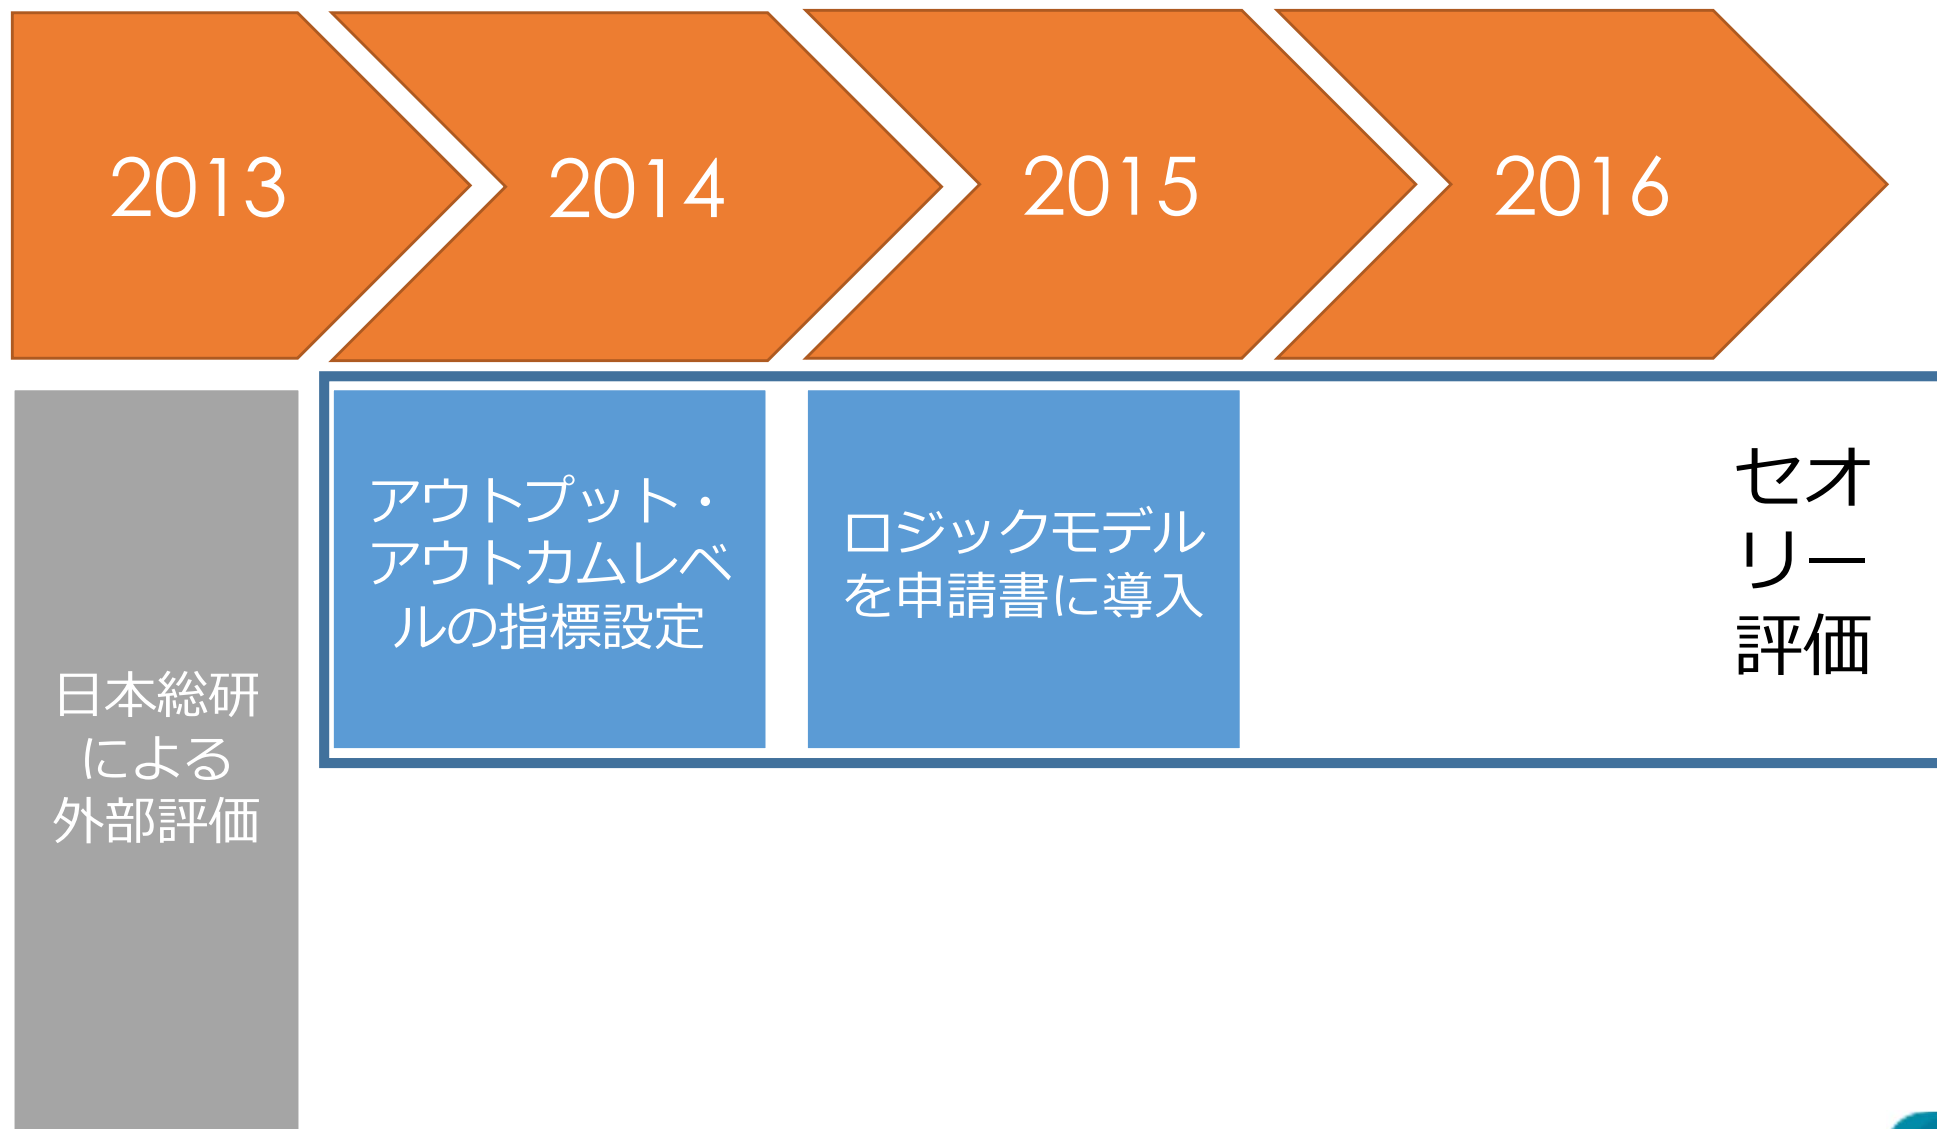 2013
2014
2015
2016
アウトプット・
アウトカムレベ
ルの指標設定
ロジックモデル
を申請書に導入
セオ
リー
評価
日本総研
による
外部評価